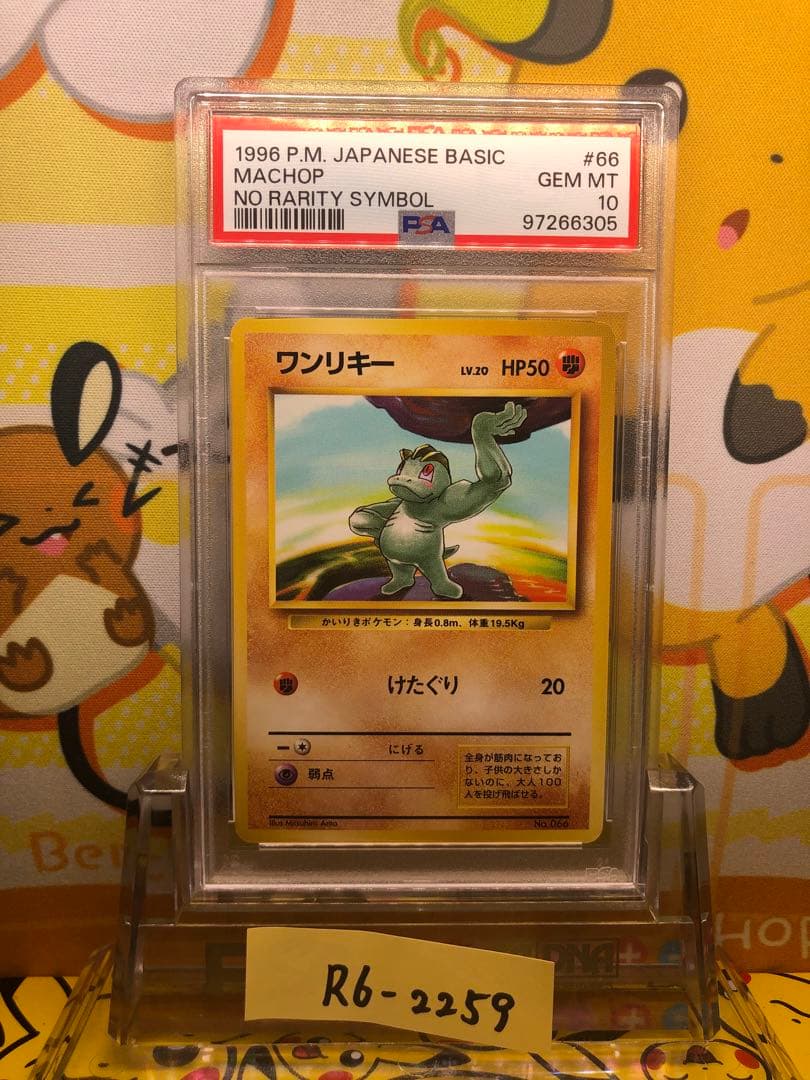 1996 P.M. JAPANESE BASIC #66
MACHOP GEM MT
NO RARITY SYMBOL 10
PSA 97266305
ワンリキー LV.20 HP50
かいりきポケモン：身長0.8m、体重19.5Kg
けたぐり 20
ー にげる
弱点
全身が筋肉になってお
り、子供の大きさしか
ないのに、大人100
人を投げ飛ばせる。
Illus. Mitsuhiro Arita No.066
R6-2259